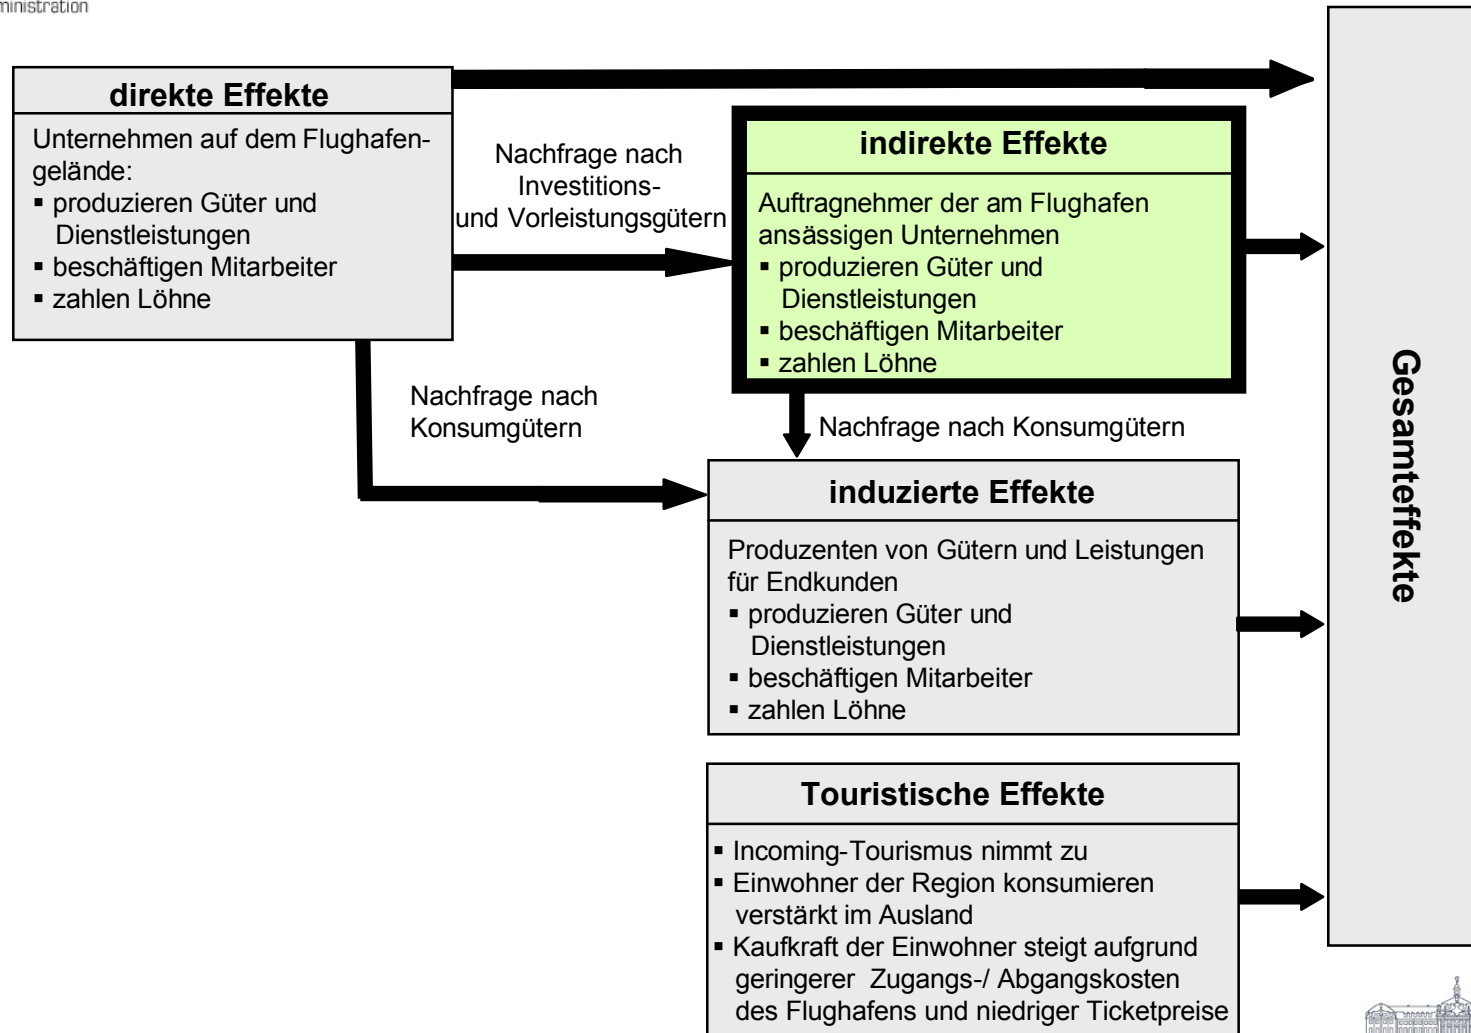 ministration
direkte Effekte
Unternehmen auf dem Flughafen-
gelände:
▪ produzieren Güter und
Dienstleistungen
▪ beschäftigen Mitarbeiter
▪ zahlen Löhne
Nachfrage nach
Investitions-
und Vorleistungsgütern
indirekte Effekte
Auftragnehmer der am Flughafen
ansässigen Unternehmen
▪ produzieren Güter und
Dienstleistungen
▪ beschäftigen Mitarbeiter
▪ zahlen Löhne
Nachfrage nach
Konsumgütern
Nachfrage nach Konsumgütern
induzierte Effekte
Produzenten von Gütern und Leistungen
für Endkunden
▪ produzieren Güter und
Dienstleistungen
▪ beschäftigen Mitarbeiter
▪ zahlen Löhne
Touristische Effekte
▪ Incoming-Tourismus nimmt zu
▪ Einwohner der Region konsumieren
verstärkt im Ausland
▪ Kaufkraft der Einwohner steigt aufgrund
geringerer Zugangs-/ Abgangskosten
des Flughafens und niedriger Ticketpreise
Gesamteffekte